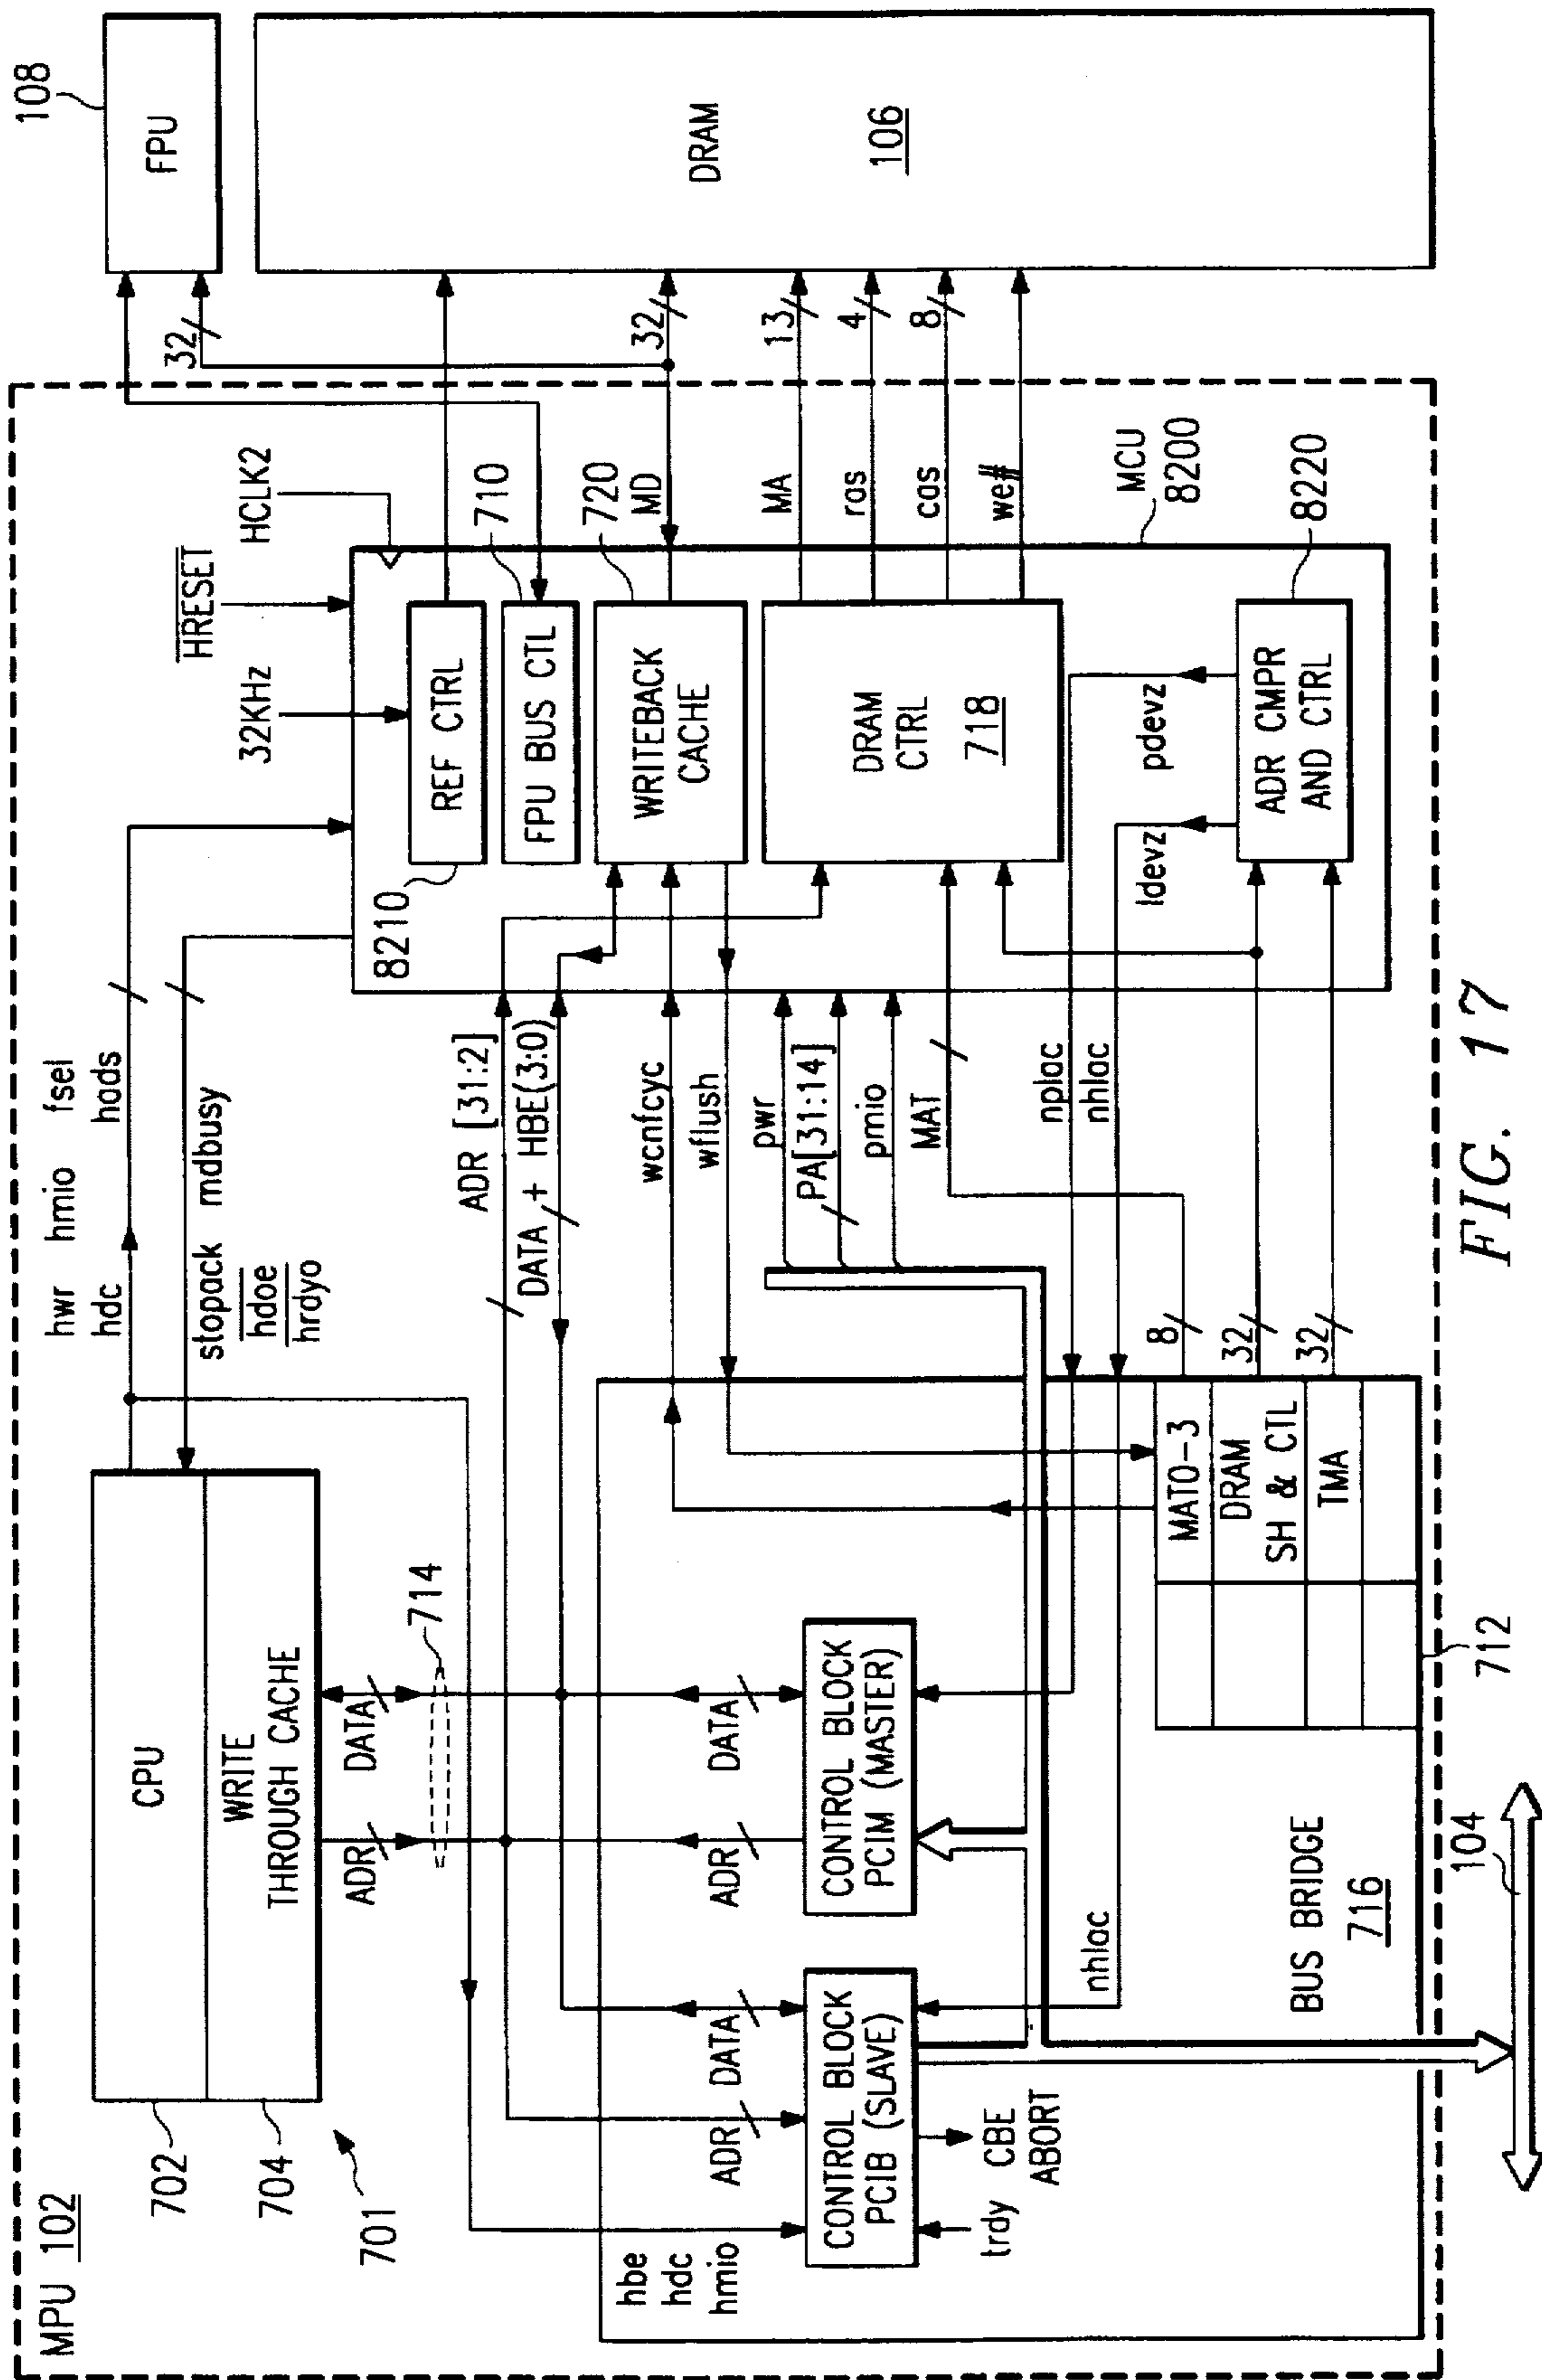 MPU 102
702
704
701
CPU
WRITE
THROUGH CACHE
hwr hmio fsel
hdc hads
stopack mdbusy
hdoe
hrdyo
32KHz
HRESET
HCLK2
108
FPU
32
8210
REF CTRL
FPU BUS CTL
710
WRITEBACK
CACHE
720
MD
32
DRAM
106
ADR
DATA
714
ADR [31:2]
DATA + HBE(3:0)
wcnfcyc
wflush
pwr
PA[31:14]
pmio
MAT
nplac
nhlac
DRAM
CTRL
718
MA
13
ras
4
cas
8
we#
MCU
8200
ldevz
pdevz
ADR CMPR
AND CTRL
8220
hbe
hdc
hmio
ADR
DATA
CONTROL BLOCK
PCIB (SLAVE)
trdy
CBE
ABORT
nhlac
ADR
DATA
CONTROL BLOCK
PCIM (MASTER)
MAT0-3
DRAM
SH & CTL
TMA
8
32
32
BUS BRIDGE
716
712
104
FIG. 17